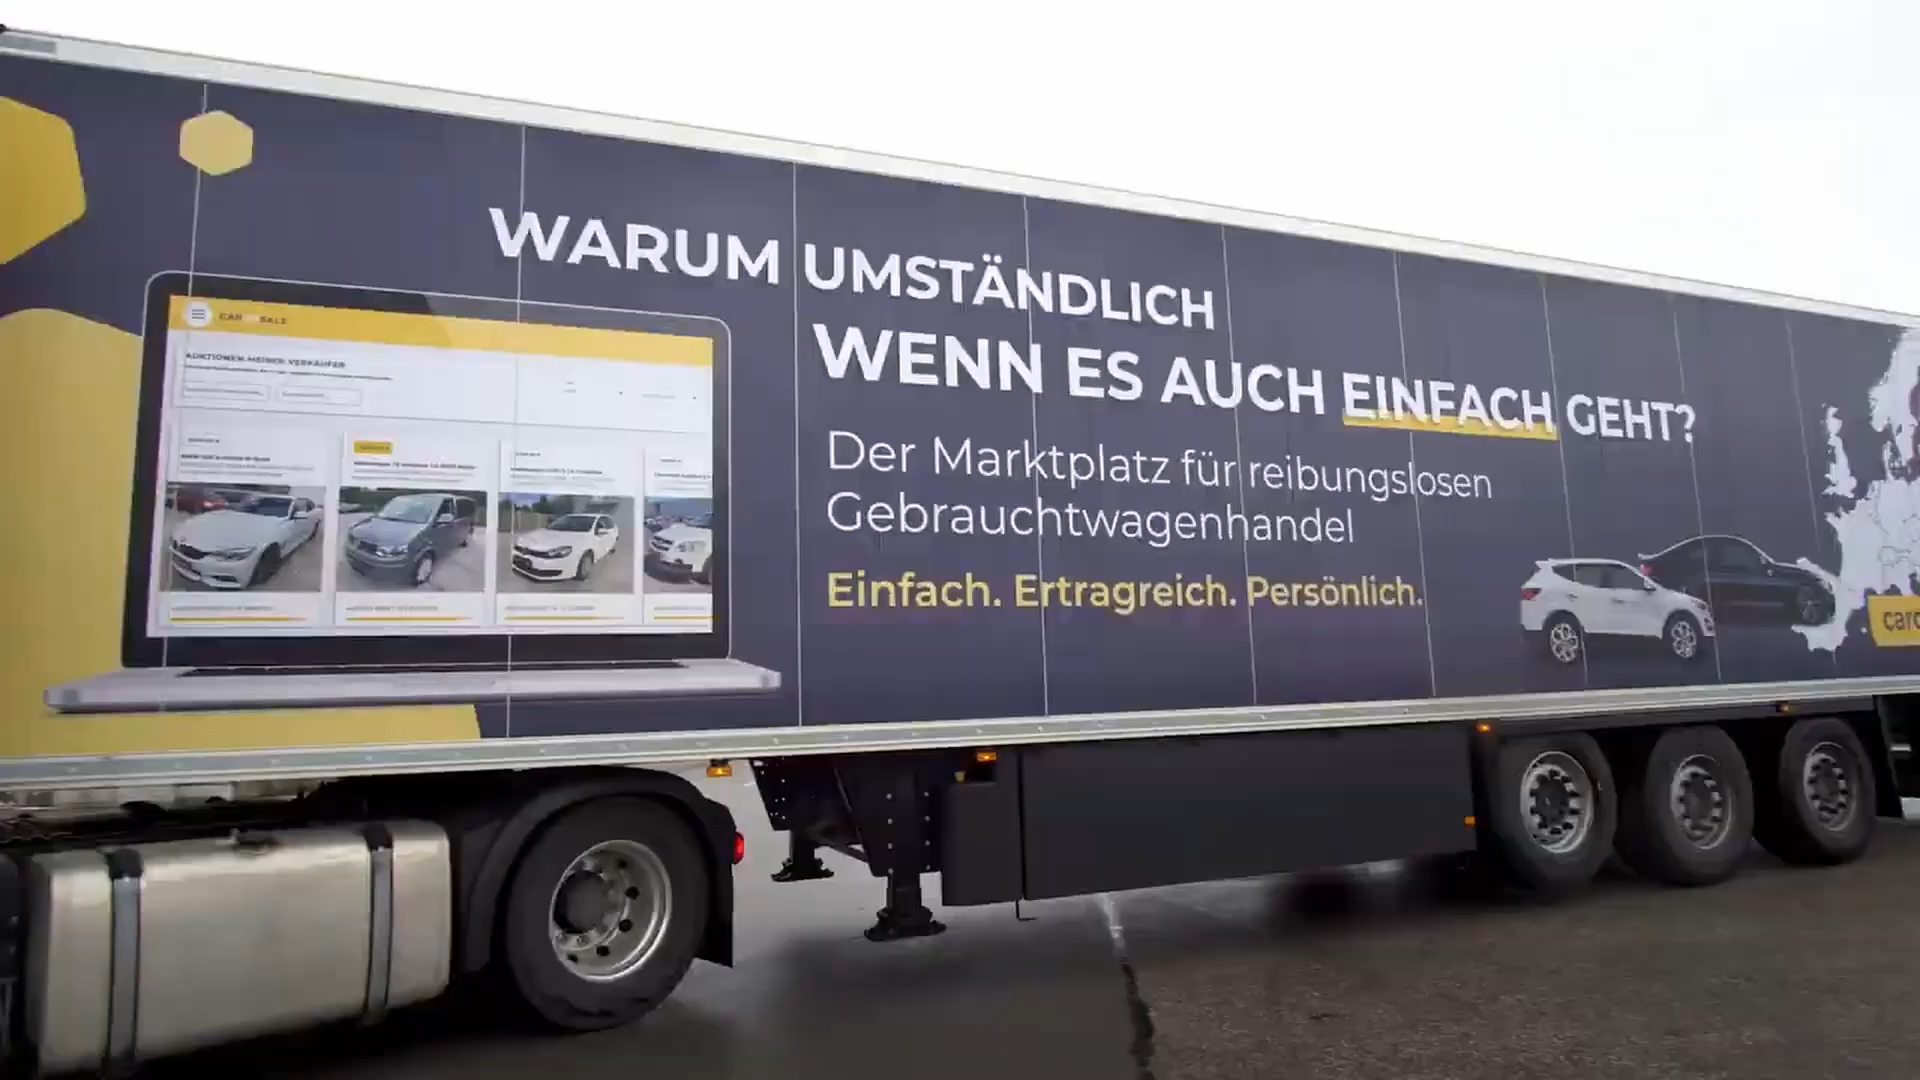 WARUM UMSTÄNDLICH
WENN ES AUCH EINFACH GEHT?
Der Marktplatz für reibungslosen
Gebrauchtwagenhandel
Einfach. Ertragreich. Persönlich.
AUKTIONEN MEINER VERKÄUFER